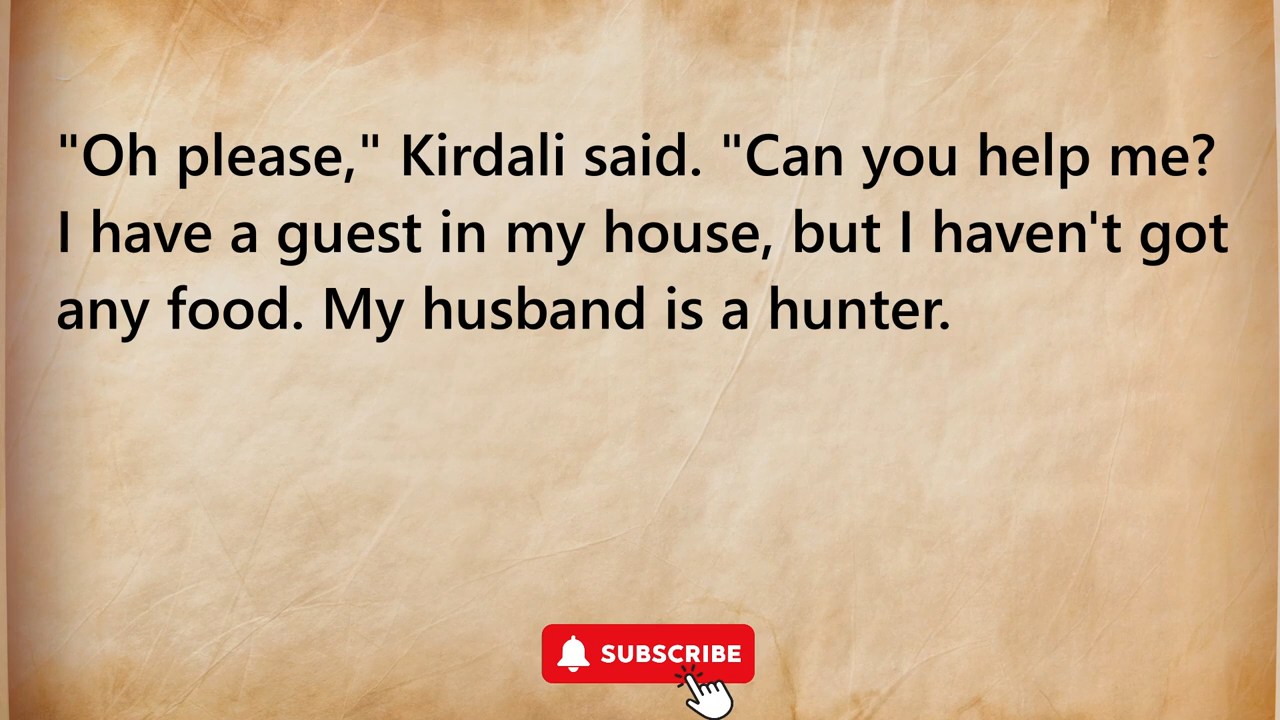 "Oh please," Kirdali said. "Can you help me?
I have a guest in my house, but I haven't got
any food. My husband is a hunter.
SUBSCRIBE